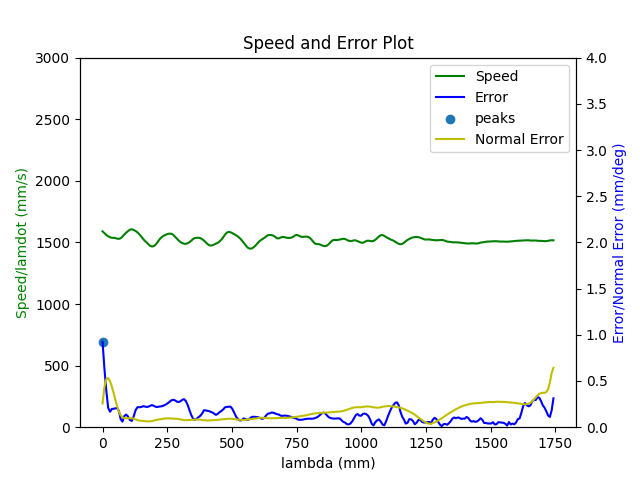 Speed and Error Plot
3000
2500
2000
1500
1000
500
0
Speed/lamdot (mm/s)
Speed
Error
peaks
Normal Error
4.0
3.5
3.0
2.5
2.0
1.5
1.0
0.5
0.0
Error/Normal Error (mm/deg)
0 250 500 750 1000 1250 1500 1750
lambda (mm)